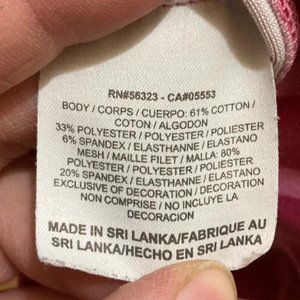 RN#56323 - CA#05553
BODY / CORPS / CUERPO: 61% COTTON /
COTON / ALGODON
33% POLYESTER / POLYESTER / POLIESTER
6% SPANDEX / ELASTHANNE / ELASTANO
MESH / MAILLE FILET / MALLA: 80%
POLYESTER / POLYESTER / POLIESTER
20% SPANDEX / ELASTHANNE / ELASTANO
EXCLUSIVE OF DECORATION / DECORATION
NON COMPRISE / NO INCLUYE LA
DECORACION
MADE IN SRI LANKA/FABRIQUE AU
SRI LANKA/HECHO EN SRI LANKA